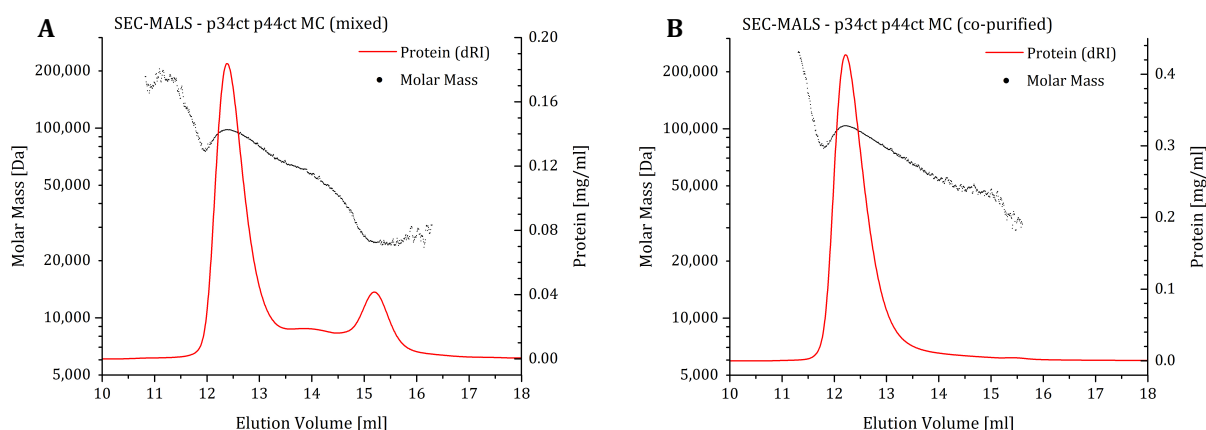 A
SEC-MALS - p34ct p44ct MC (mixed)
Protein (dRI)
Molar Mass
200,000
100,000
50,000
20,000
10,000
5,000
Molar Mass [Da]
0.20
0.16
0.12
0.08
0.04
0.00
Protein [mg/ml]
10 11 12 13 14 15 16 17 18
Elution Volume [ml]
B
SEC-MALS - p34ct p44ct MC (co-purified)
Protein (dRI)
Molar Mass
200,000
100,000
50,000
20,000
10,000
5,000
Molar Mass [Da]
0.4
0.3
0.2
0.1
0.0
Protein [mg/ml]
10 11 12 13 14 15 16 17 18
Elution Volume [ml]